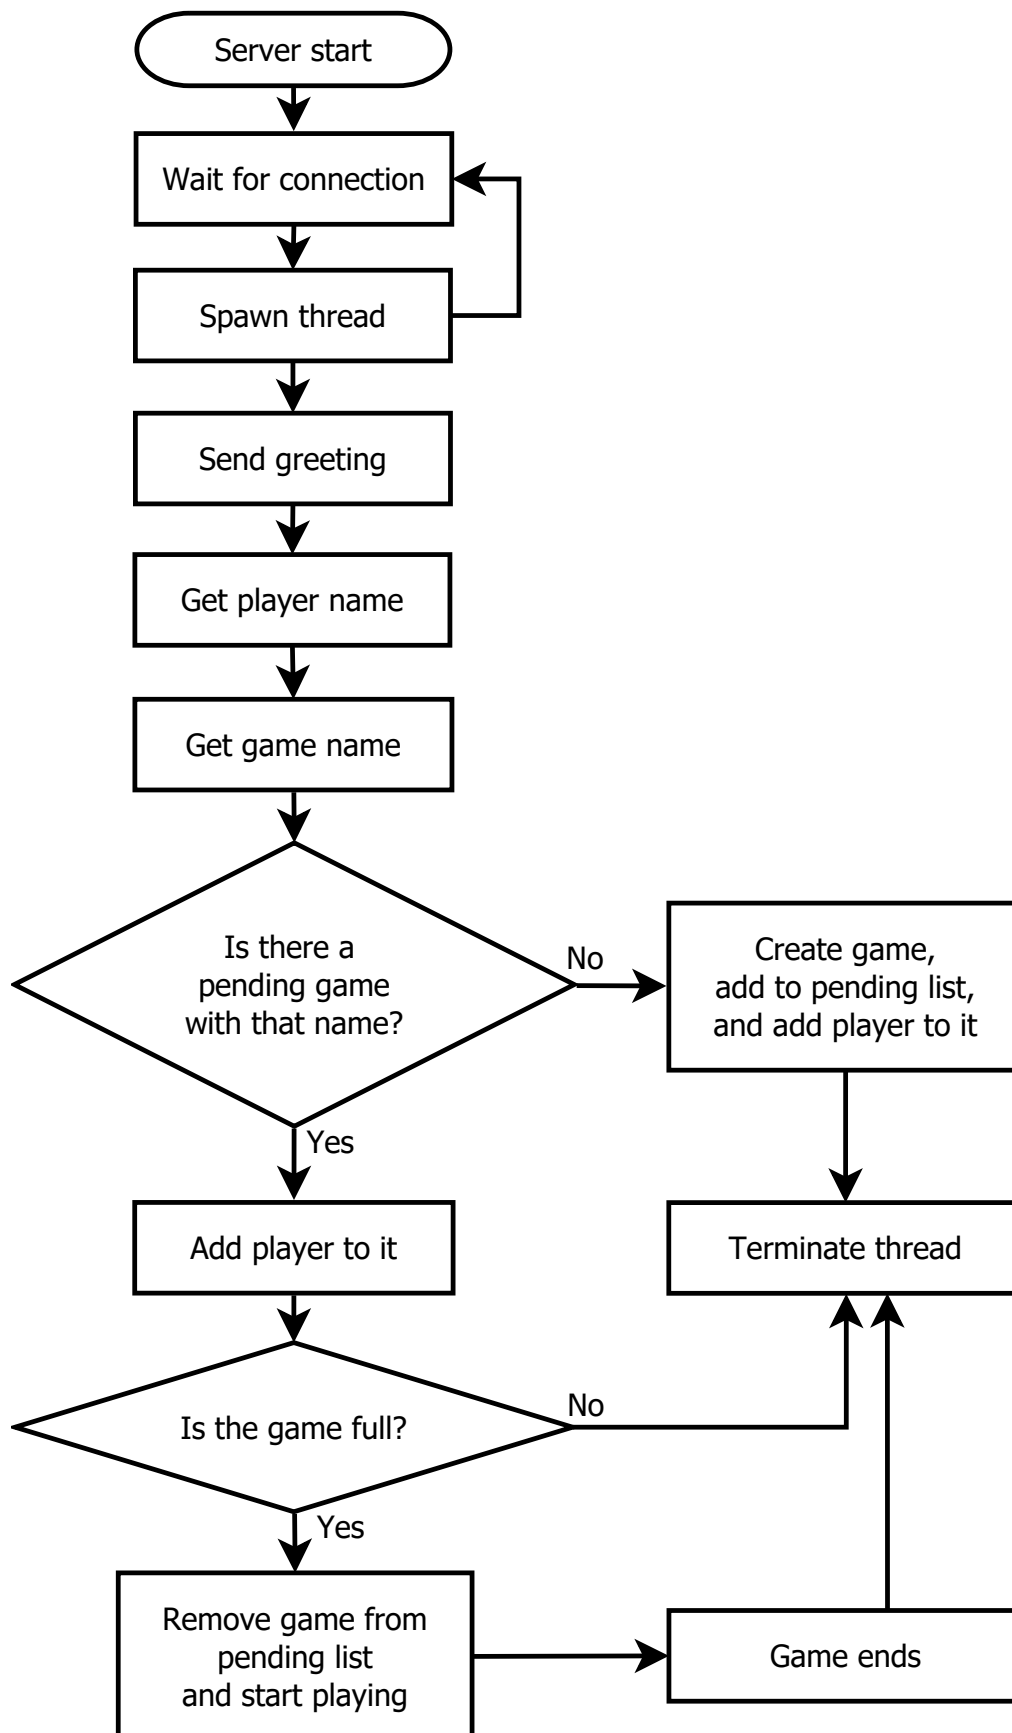 Server start
Wait for connection
Spawn thread
Send greeting
Get player name
Get game name
Is there a
pending game
with that name?
No
Create game,
add to pending list,
and add player to it
Yes
Add player to it
Terminate thread
Is the game full?
No
Yes
Remove game from
pending list
and start playing
Game ends